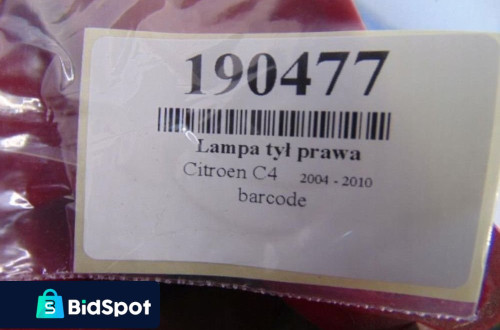 190477
Lampa tył prawa
Citroen C4 2004 - 2010
barcode
S BidSpot